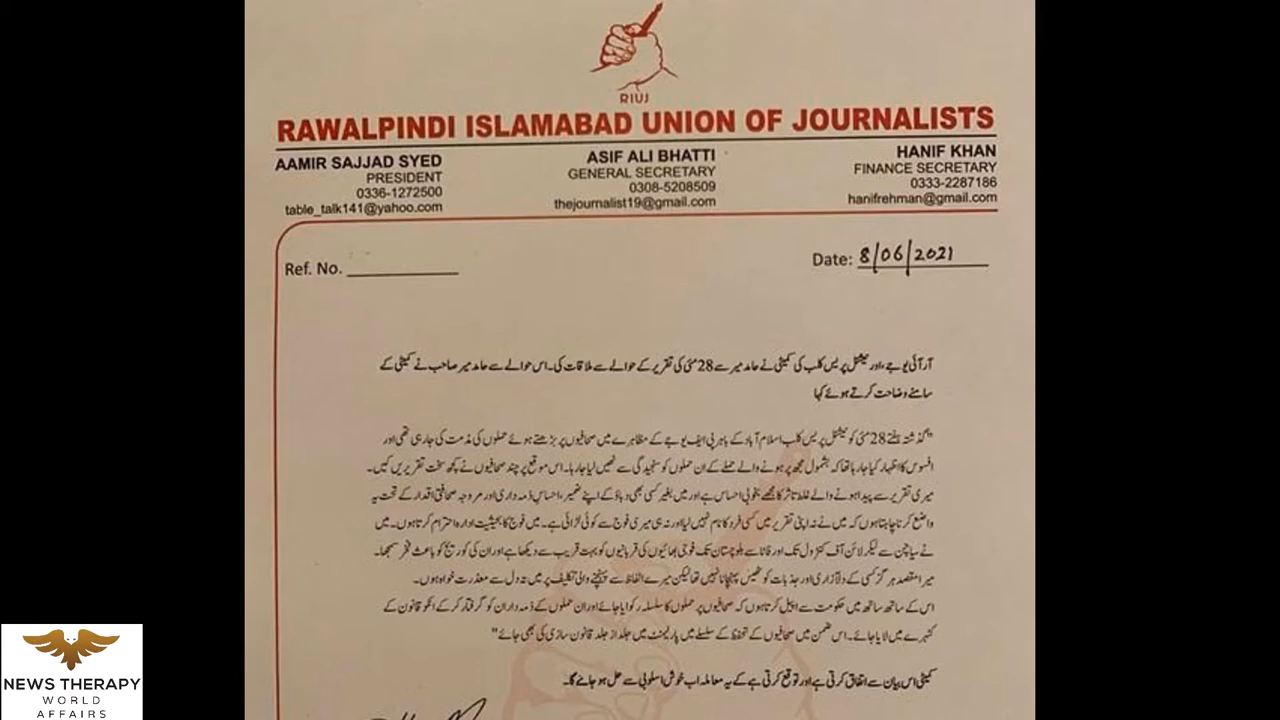 RIUJ
RAWALPINDI ISLAMABAD UNION OF JOURNALISTS
AAMIR SAJJAD SYED
PRESIDENT
0336-1272500
table_talk141@yahoo.com
ASIF ALI BHATTI
GENERAL SECRETARY
0308-5208509
thejournalist19@gmail.com
HANIF KHAN
FINANCE SECRETARY
0333-2287186
hanifrehman@gmail.com
Ref. No.
Date: 8/06/2021
آر آئی یو جے، اور نیشنل پریس کلب کی کمیٹی نے حامد میر سے 28 مئی کی تقریر کے حوالے سے ملاقات کی۔ اس حوالے سے حامد میر صاحب نے کمیٹی کے
سامنے وضاحت کرتے ہوئے کہا
"گذشتہ ہفتے 28 مئی کو نیشنل پریس کلب اسلام آباد کے باہر پی ایف یو جے کے مظاہرے میں صحافیوں پر بڑھتے ہوئے حملوں کی مذمت کی جارہی تھی اور
افسوس کا اظہار کیا جارہا تھا کہ بشمول مجھ پر ہونے والے حملے کے ان حملوں کو سنجیدگی سے نہیں لیا جارہا۔ اس موقع پر چند صحافیوں نے کچھ سخت تقریریں کیں۔
میری تقریر سے پیدا ہونے والے غلط تاثر کا مجھے بخوبی احساس ہے اور میں بغیر کسی بھی دباؤ کے اپنے ضمیر، احساس ذمہ داری اور مروجہ صحافتی اقدار کے تحت یہ
واضع کرنا چاہتا ہوں کہ میں نے نہ اپنی تقریر میں کسی فرد کا نام نہیں لیا اور نہ ہی میری فوج سے کوئی لڑائی ہے۔ میں فوج کا بحیثیت ادارہ احترام کرتا ہوں۔ میں
نے سیاچن سے لیکر لائن آف کنٹرول تک اور فاٹا سے بلوچستان تک فوجی بھائیوں کی قربانیوں کو بہت قریب سے دیکھا ہے اور ان کی کوریج کو باعث فخر سمجھا۔
میرا مقصد ہر گز کسی کے دلآزاری اور جذبات کو ٹھیس پہنچانا نہیں تھا لیکن میرے الفاظ سے پہنچنے والی تکلیف پر میں تہ دل سے معذرت خواہ ہوں۔
اس کے ساتھ ساتھ میں حکومت سے اپیل کرتا ہوں کہ صحافیوں پر حملوں کا سلسلہ رکوایا جائے اور ان حملوں کے ذمہ داران کو گرفتار کر کے انکو قانون کے
کٹہرے میں لایا جائے۔ اس ضمن میں صحافیوں کے تحفظ کے سلسلے میں پارلیمنٹ میں جلد از جلد قانون سازی کی بھی جائے"
کمیٹی اس بیان سے اتفاق کرتی ہے اور توقع کرتی ہے کے یہ معاملہ اب خوش اسلوبی سے حل ہو جائے گا۔
NEWS THERAPY
WORLD
AFFAIRS